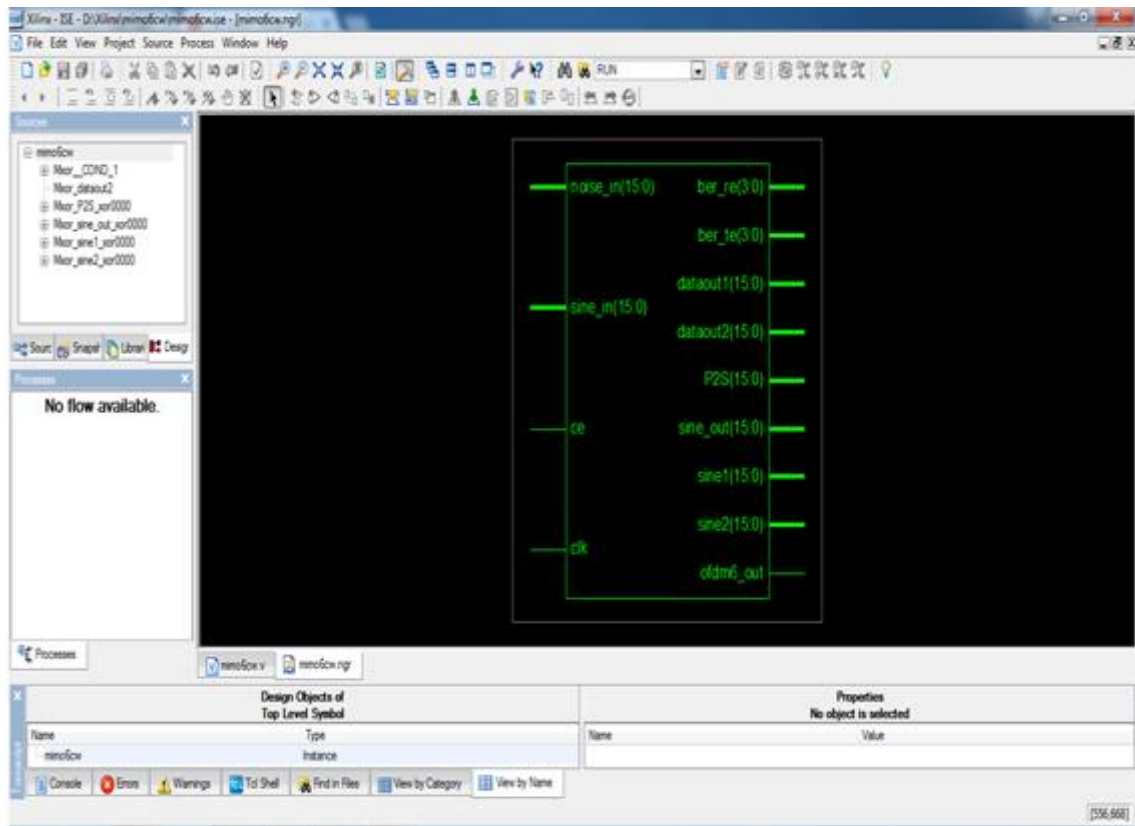 Xilinx - ISE - D:\Xilinx\mimo6cw\mimo6cw.ise - [mimo6cw.ngr]
File Edit View Project Source Process Window Help
RUN
Sources
mimo6cw
Mxor__COND_1
Mxor_dataout2
Mxor_P2S_xor0000
Mxor_sine_out_xor0000
Mxor_sine1_xor0000
Mxor_sine2_xor0000
Sourc Snapsh Librari Design
Processes
No flow available.
Processes
noise_in(15:0) ber_re(3:0)
ber_te(3:0)
dataout1(15:0)
sine_in(15:0)
dataout2(15:0)
P2S(15:0)
ce sine_out(15:0)
sine1(15:0)
sine2(15:0)
clk
ofdm6_out
mimo6cw.v mimo6cw.ngr
Design Objects of
Top Level Symbol
Properties
No object is selected
Name Type Name Value
mimo6cw Instance
Console Errors Warnings Tcl Shell Find in Files View by Category View by Name
[556,668]